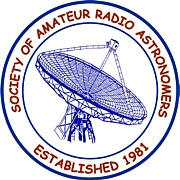 SOCIETY OF AMATEUR RADIO ASTRONOMERS
ESTABLISHED 1981